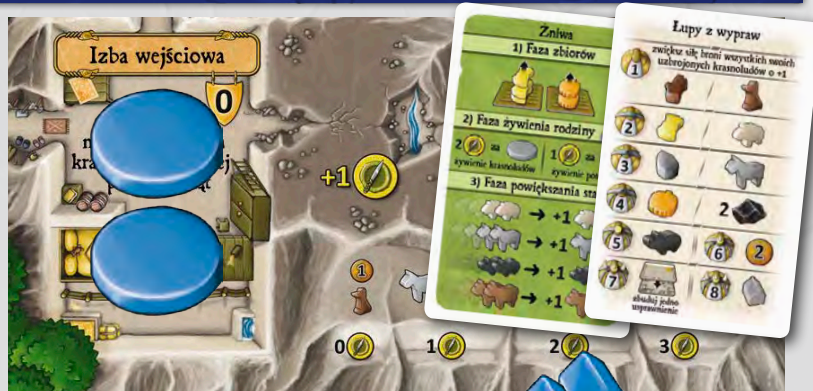 Izba wejściowa
0
+1
1
0
1
2
3
Żniwa
1) Faza zbiorów
2) Faza żywienia rodziny
2 za
żywienie krasnoludów
1 za
żywienie
3) Faza powiększania
→ +1
→ +1
→ +1
→ +1
Łupy z wypraw
1
zwiększ siłę broni wszystkich swoich
uzbrojonych krasnoludów o +1
2 /
3 /
4 / 2
5 / 6 2
7
zbuduj jedno
usprawnienie
/ 8